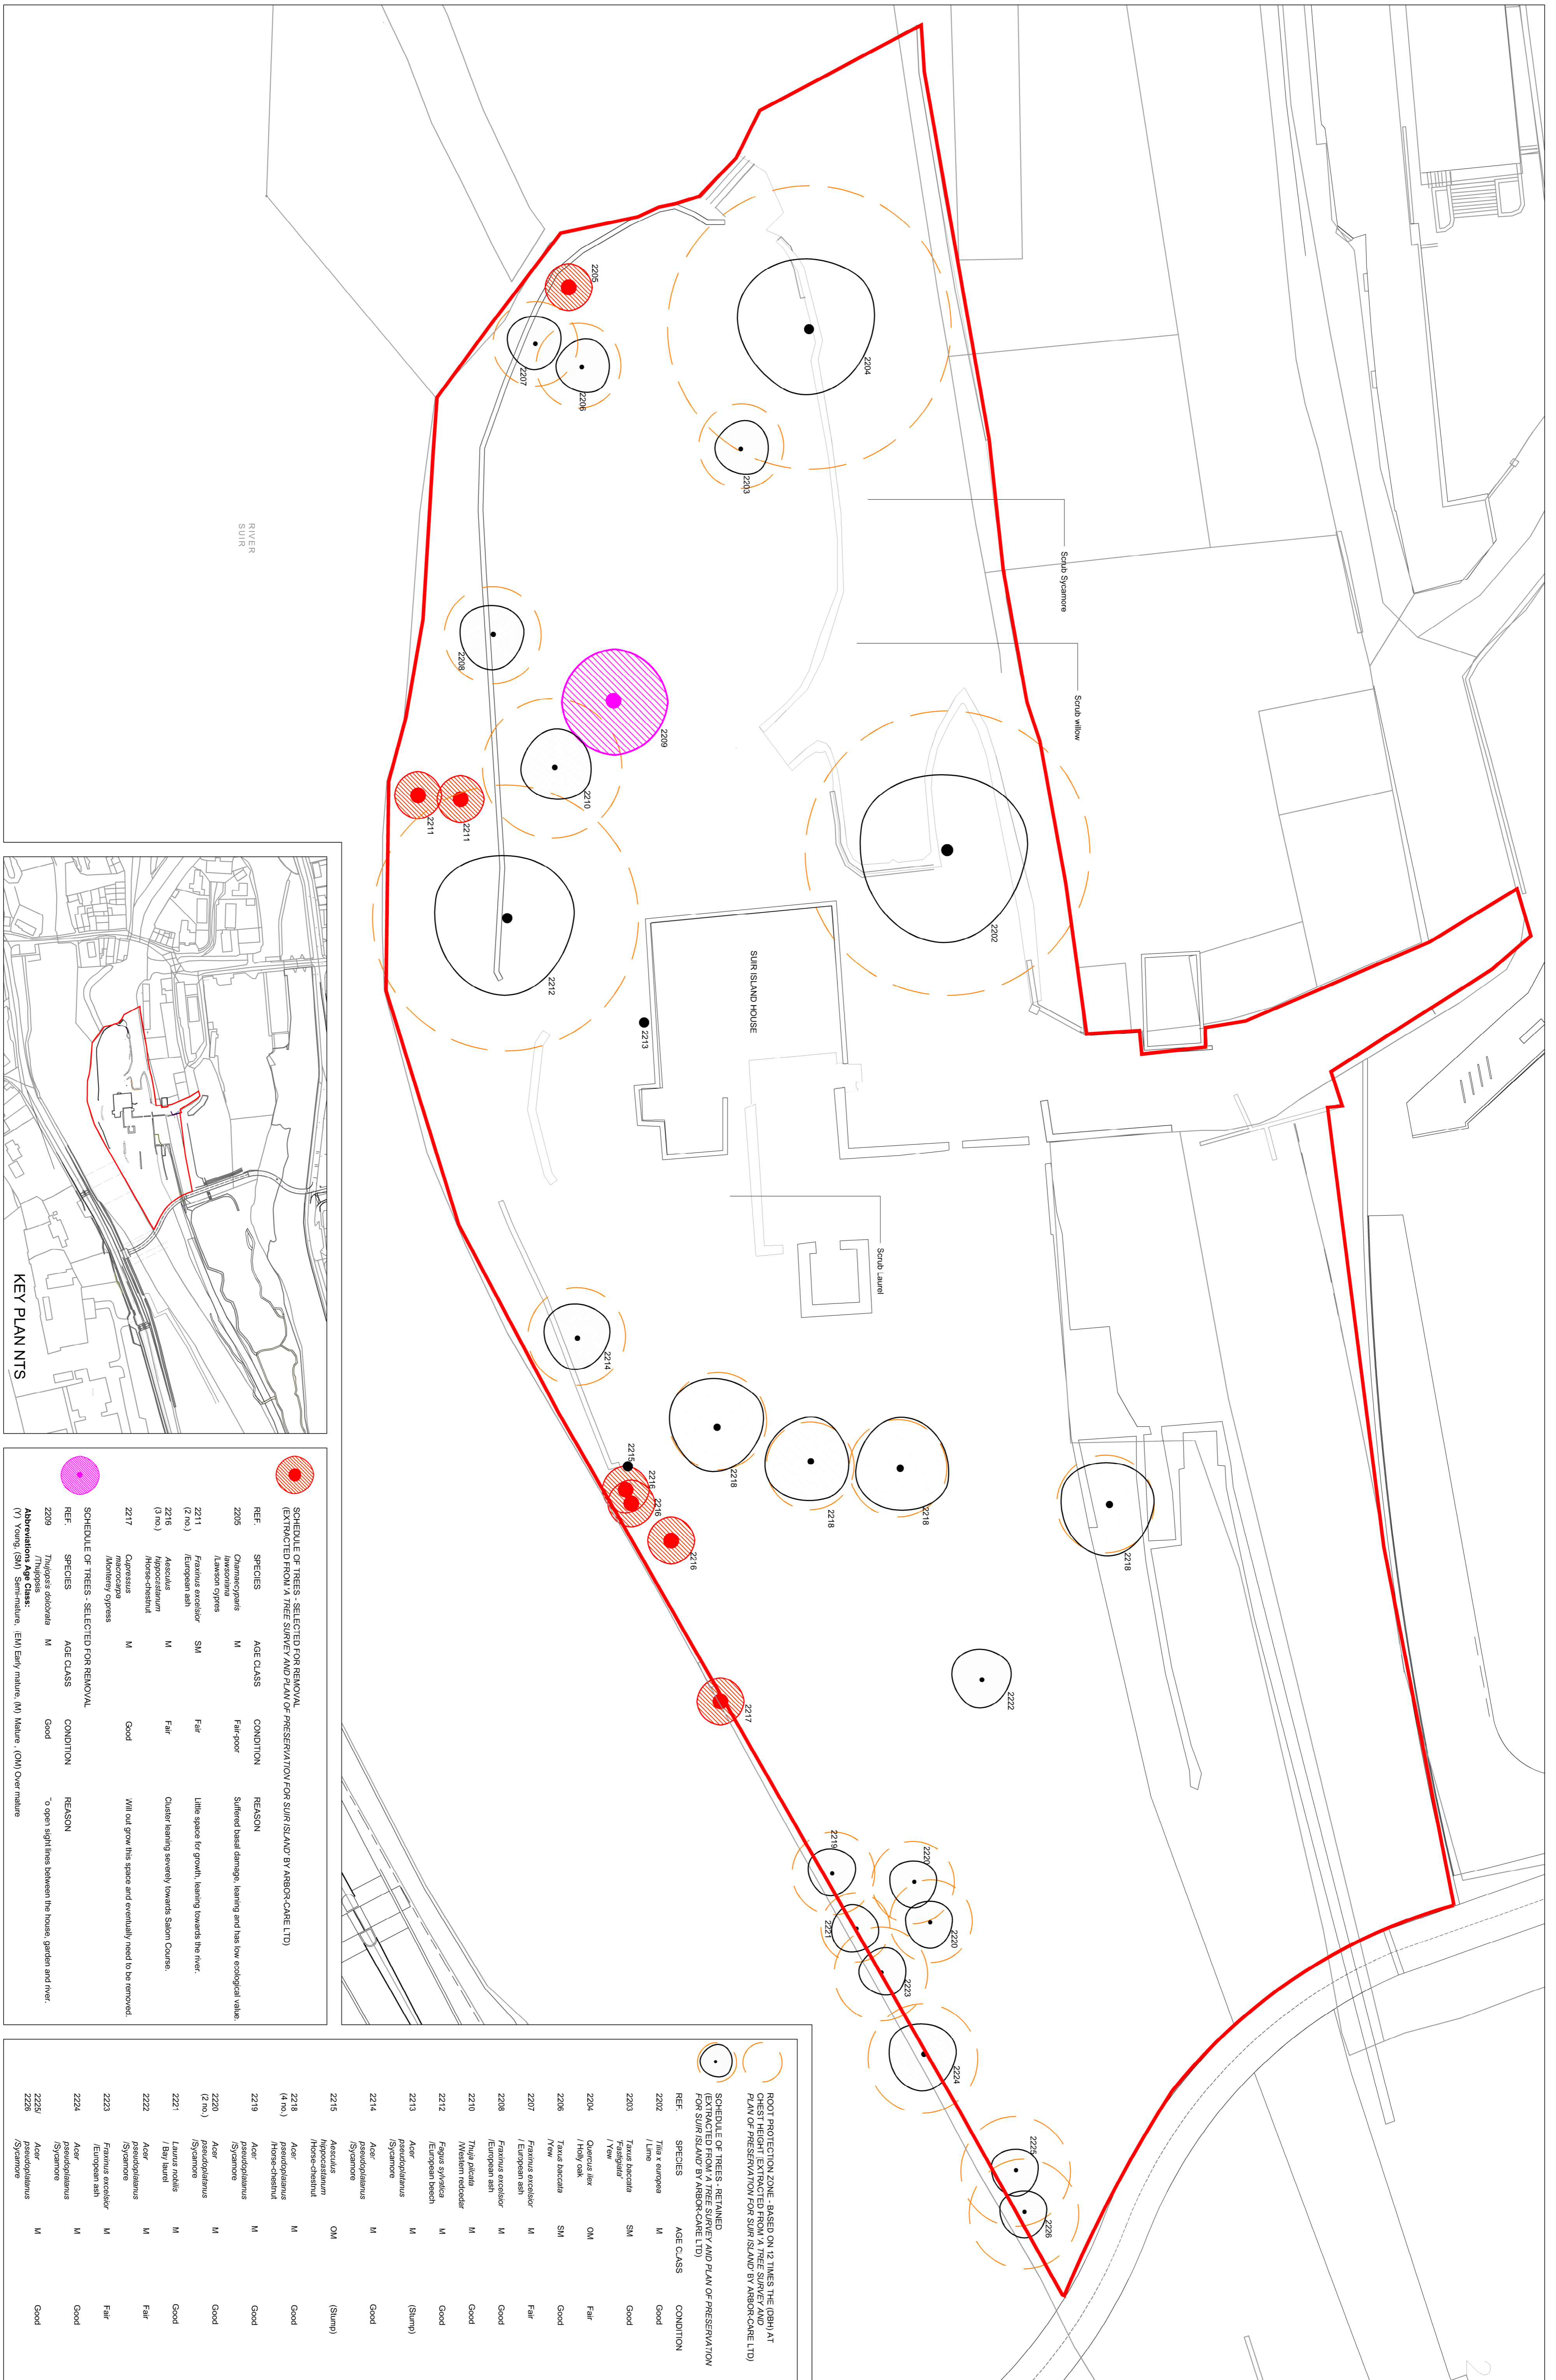 2205
2207
2206
2204
2203
Scrub Sycamore
Scrub willow
RIVER
SUIR
2208
2209
2210
2211
2211
2202
2212
2213
SUIR ISLAND HOUSE
Scrub Laurel
2214
2215
2216
2216
2216
2218
2218
2218
2218
2217
2222
2219
2220
2220
2221
2223
2224
2225
2226
KEY PLAN NTS
SCHEDULE OF TREES - SELECTED FOR REMOVAL
(EXTRACTED FROM 'A TREE SURVEY AND PLAN OF PRESERVATION FOR SUIR ISLAND' BY ARBOR-CARE LTD)
REF. SPECIES AGE CLASS CONDITION REASON
2205 Chamaecyparis M Fair-poor Suffered basal damage, leaning and has low ecological value.
lawsoniana
/Lawson cypres
2211 Fraxinus excelsior SM Fair Little space for growth, leaning towards the river.
(2 no.) /European ash
2216 Aesculus M Fair Cluster leaning severely towards Salom Course.
(3 no.) hippocastanum
/Horse-chestnut
2217 Cupressus M Good Will out grow this space and eventually need to be removed.
macrocarpa
/Monterey cypress
SCHEDULE OF TREES - SELECTED FOR REMOVAL
REF. SPECIES AGE CLASS CONDITION REASON
2209 Thujopsis dolobrata M Good To open sight lines between the house, garden and river.
/Thujopsis
Abbreviations Age Class:
(Y) Young, (SM) Semi-mature, (EM) Early mature, (M) Mature , (OM) Over mature
ROOT PROTECTION ZONE - BASED ON 12 TIMES THE (DBH) AT
CHEST HEIGHT (EXTRACTED FROM 'A TREE SURVEY AND
PLAN OF PRESERVATION FOR SUIR ISLAND' BY ARBOR-CARE LTD)
SCHEDULE OF TREES - RETAINED
(EXTRACTED FROM 'A TREE SURVEY AND PLAN OF PRESERVATION
FOR SUIR ISLAND' BY ARBOR-CARE LTD)
REF. SPECIES AGE CLASS CONDITION
2202 Tilia x europea M Good
/ Lime
2203 Taxus baccata SM Good
'Fastigiata'
/ Yew
2204 Quercus ilex OM Fair
/ Holly oak
2206 Taxus baccata SM Good
/Yew
2207 Fraxinus excelsior M Fair
/ European ash
2208 Fraxinus excelsior M Good
/European ash
2210 Thuja plicata M Good
/Western redcedar
2212 Fagus sylvatica M Good
/European beech
2213 Acer M (Stump)
pseudoplatanus
/Sycamore
2214 Acer M Good
pseudoplatanus
/Sycamore
2215 Aesculus OM (Stump)
hippocastanum
/Horse-chestnut
2218 Acer M Good
(4 no.) pseudoplatanus
/Horse-chestnut
2219 Acer M Good
pseudoplatanus
/Sycamore
2220 Acer M Good
(2 no.) pseudoplatanus
/Sycamore
2221 Laurus nobilis M Good
/ Bay laurel
2222 Acer M Fair
pseudoplatanus
/Sycamore
2223 Fraxinus excelsior M Fair
/European ash
2224 Acer M Good
pseudoplatanus
/Sycamore
2225/ Acer M Good
2226 pseudoplatanus
/Sycamore